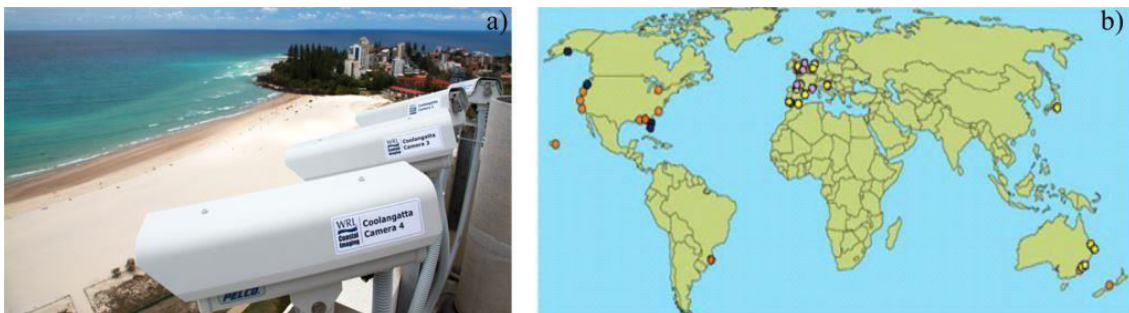 a)
Coolangatta
Camera 3
WRL
Coastal
Imaging
Coolangatta
Camera 4
PELCO
b)